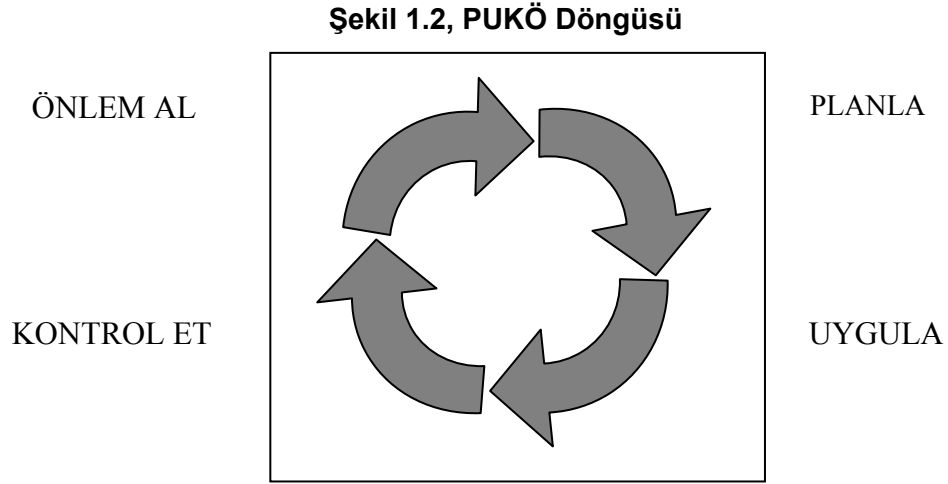 Şekil 1.2, PUKÖ Döngüsü
ÖNLEM AL
PLANLA
KONTROL ET
UYGULA